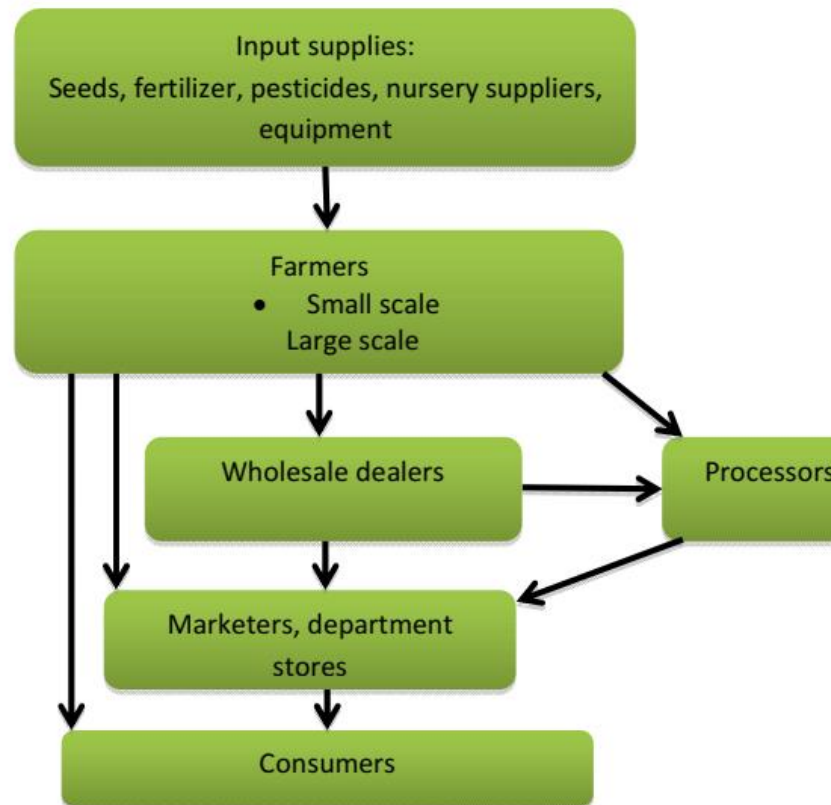 Input supplies:
Seeds, fertilizer, pesticides, nursery suppliers,
equipment
Farmers
• Small scale
Large scale
Wholesale dealers
Processors
Marketers, department
stores
Consumers